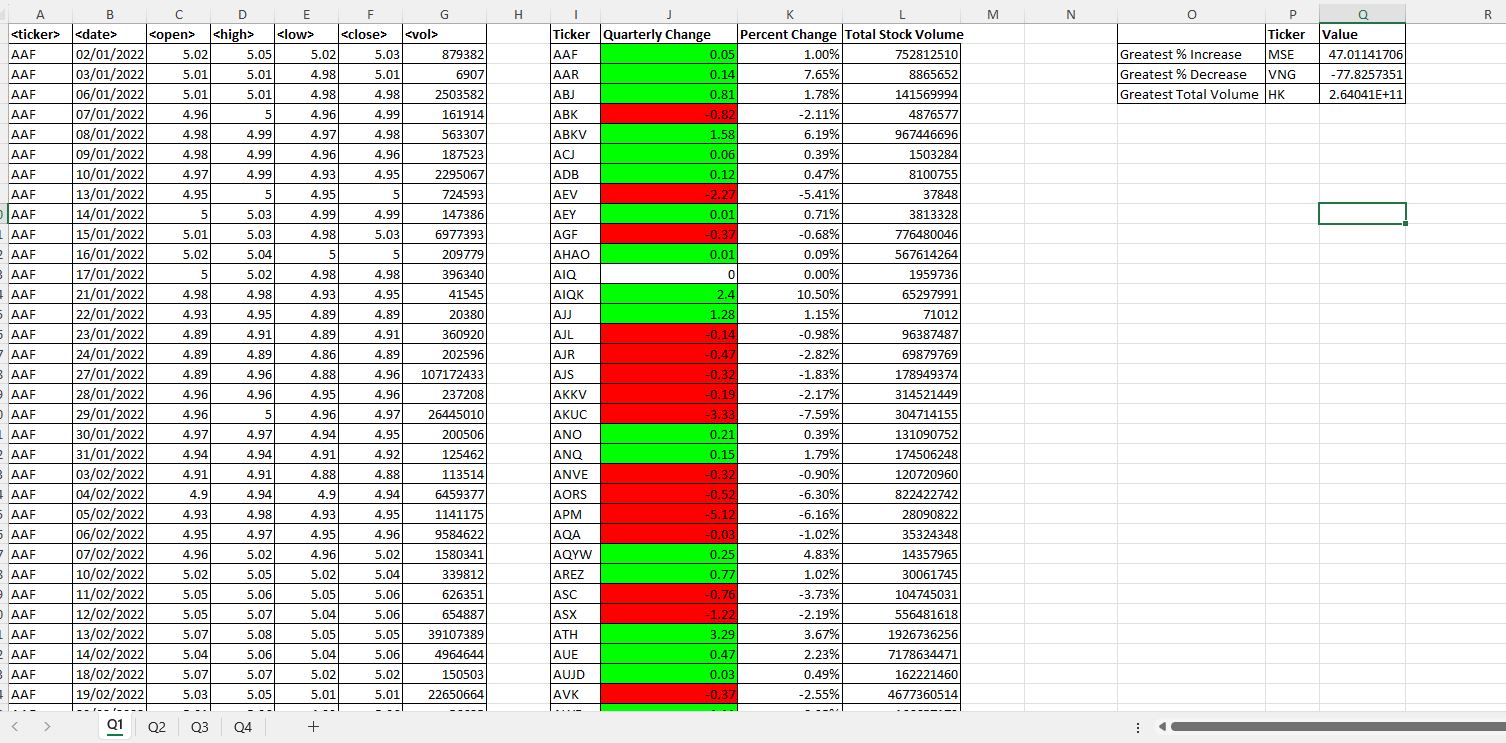 A B C D E F G H I J K L M N O P Q R
<ticker> <date> <open> <high> <low> <close> <vol> Ticker Quarterly Change Percent Change Total Stock Volume Ticker Value
AAF 02/01/2022 5.02 5.05 5.02 5.03 879382 AAF 0.05 1.00% 752812510 Greatest % Increase MSE 47.01141706
AAF 03/01/2022 5.01 5.01 4.98 5.01 6907 AAR 0.14 7.65% 8865652 Greatest % Decrease VNG -77.8257351
AAF 06/01/2022 5.01 5.01 4.98 4.98 2503582 ABJ 0.81 1.78% 141569994 Greatest Total Volume HK 2.64041E+11
AAF 07/01/2022 4.96 5 4.96 4.99 161914 ABK -0.82 -2.11% 4876577
AAF 08/01/2022 4.98 4.99 4.97 4.98 563307 ABKV 1.58 6.19% 967446696
AAF 09/01/2022 4.98 4.99 4.96 4.96 187523 ACJ 0.06 0.39% 1503284
AAF 10/01/2022 4.97 4.99 4.93 4.95 2295067 ADB 0.12 0.47% 8100755
AAF 13/01/2022 4.95 5 4.95 5 724593 AEV -2.27 -5.41% 37848
AAF 14/01/2022 5 5.03 4.99 4.99 147386 AEY 0.01 0.71% 3813328
AAF 15/01/2022 5.01 5.03 4.98 5.03 6977393 AGF -0.37 -0.68% 776480046
AAF 16/01/2022 5.02 5.04 5 5 209779 AHAO 0.01 0.09% 567614264
AAF 17/01/2022 5 5.02 4.98 4.98 396340 AIQ 0 0.00% 1959736
AAF 21/01/2022 4.98 4.98 4.93 4.95 41545 AIQK 2.4 10.50% 65297991
AAF 22/01/2022 4.93 4.95 4.89 4.89 20380 AJJ 1.28 1.15% 71012
AAF 23/01/2022 4.89 4.91 4.89 4.91 360920 AJL -0.14 -0.98% 96387487
AAF 24/01/2022 4.89 4.89 4.86 4.89 202596 AJR -0.47 -2.82% 69879769
AAF 27/01/2022 4.89 4.96 4.88 4.96 107172433 AJS -0.32 -1.83% 178949374
AAF 28/01/2022 4.96 4.96 4.95 4.96 237208 AKKV -0.19 -2.17% 314521449
AAF 29/01/2022 4.96 5 4.96 4.97 26445010 AKUC -3.33 -7.59% 304714155
AAF 30/01/2022 4.97 4.97 4.94 4.95 200506 ANO 0.21 0.39% 131090752
AAF 31/01/2022 4.94 4.94 4.91 4.92 125462 ANQ 0.15 1.79% 174506248
AAF 03/02/2022 4.91 4.91 4.88 4.88 113514 ANVE -0.32 -0.90% 120720960
AAF 04/02/2022 4.9 4.94 4.9 4.94 6459377 AORS -0.52 -6.30% 822422742
AAF 05/02/2022 4.93 4.98 4.93 4.95 1141175 APM -5.12 -6.16% 28090822
AAF 06/02/2022 4.95 4.97 4.95 4.96 9584622 AQA -0.03 -1.02% 35324348
AAF 07/02/2022 4.96 5.02 4.96 5.02 1580341 AQYW 0.25 4.83% 14357965
AAF 10/02/2022 5.02 5.05 5.02 5.04 339812 AREZ 0.77 1.02% 30061745
AAF 11/02/2022 5.05 5.06 5.05 5.06 626351 ASC -0.76 -3.73% 104745031
AAF 12/02/2022 5.05 5.07 5.04 5.06 654887 ASX -1.22 -2.19% 556481618
AAF 13/02/2022 5.07 5.08 5.05 5.05 39107389 ATH 3.29 3.67% 1926736256
AAF 14/02/2022 5.04 5.06 5.04 5.06 4964644 AUE 0.47 2.23% 7178634471
AAF 18/02/2022 5.07 5.07 5.02 5.02 150503 AUJD 0.03 0.49% 162221460
AAF 19/02/2022 5.03 5.05 5.01 5.01 22650664 AVK -0.37 -2.55% 4677360514
Q1 Q2 Q3 Q4